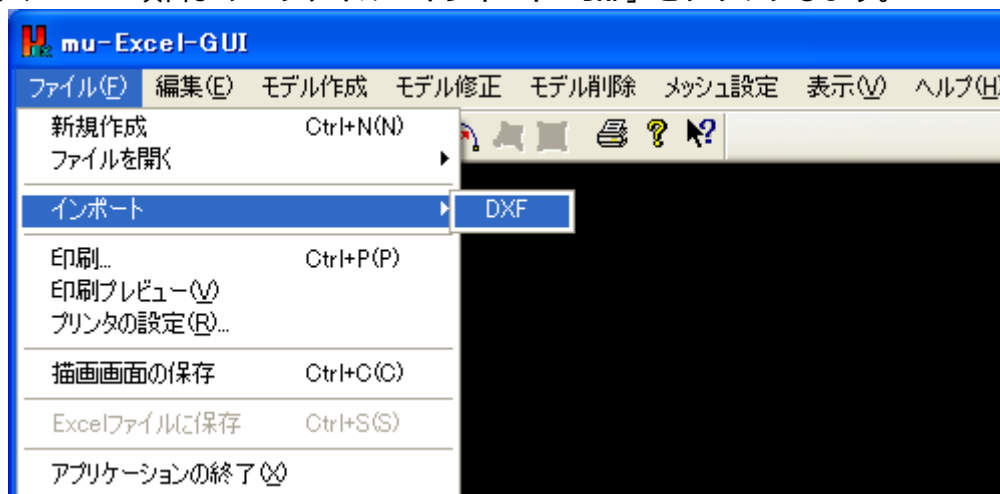 mu-Excel-GUI
ファイル(F) 編集(E) モデル作成 モデル修正 モデル削除 メッシュ設定 表示(V) ヘルプ(H)
新規作成 Ctrl+N(N)
ファイルを開く
インポート DXF
印刷... Ctrl+P(P)
印刷プレビュー(V)
プリンタの設定(R)...
描画画面の保存 Ctrl+C(C)
Excelファイルに保存 Ctrl+S(S)
アプリケーションの終了(X)